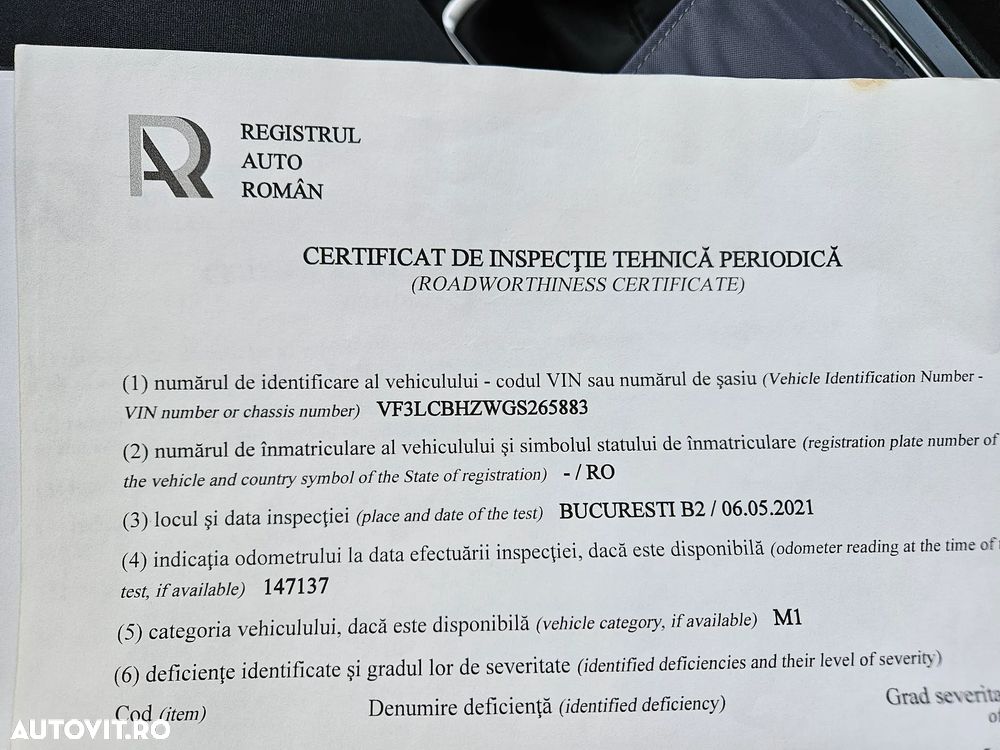 AR
REGISTRUL
AUTO
ROMÂN
CERTIFICAT DE INSPECŢIE TEHNICĂ PERIODICĂ
(ROADWORTHINESS CERTIFICATE)
(1) numărul de identificare al vehiculului - codul VIN sau numărul de şasiu (Vehicle Identification Number -
VIN number or chassis number) VF3LCBHZWGS265883
(2) numărul de înmatriculare al vehiculului şi simbolul statului de înmatriculare (registration plate number of
the vehicle and country symbol of the State of registration) - / RO
(3) locul şi data inspecţiei (place and date of the test) BUCURESTI B2 / 06.05.2021
(4) indicaţia odometrului la data efectuării inspecţiei, dacă este disponibilă (odometer reading at the time of
test, if available) 147137
(5) categoria vehiculului, dacă este disponibilă (vehicle category, if available) M1
(6) deficienţe identificate şi gradul lor de severitate (identified deficiencies and their level of severity)
Cod (item) Denumire deficienţă (identified deficiency) Grad severita
of
AUTOVIT.RO